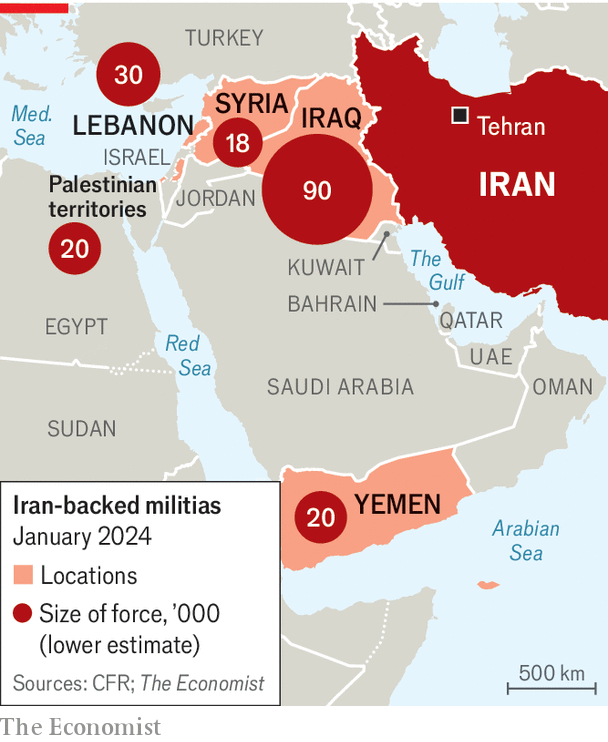 TURKEY
30
Med.
Sea
LEBANON
SYRIA
18
IRAQ
90
Tehran
IRAN
ISRAEL
Palestinian
territories
20
JORDAN
KUWAIT
The
Gulf
BAHRAIN
QATAR
EGYPT
Red
Sea
UAE
SAUDI ARABIA
OMAN
SUDAN
YEMEN
20
Arabian
Sea
Iran-backed militias
January 2024
Locations
Size of force, ’000
(lower estimate)
Sources: CFR; The Economist
500 km
The Economist